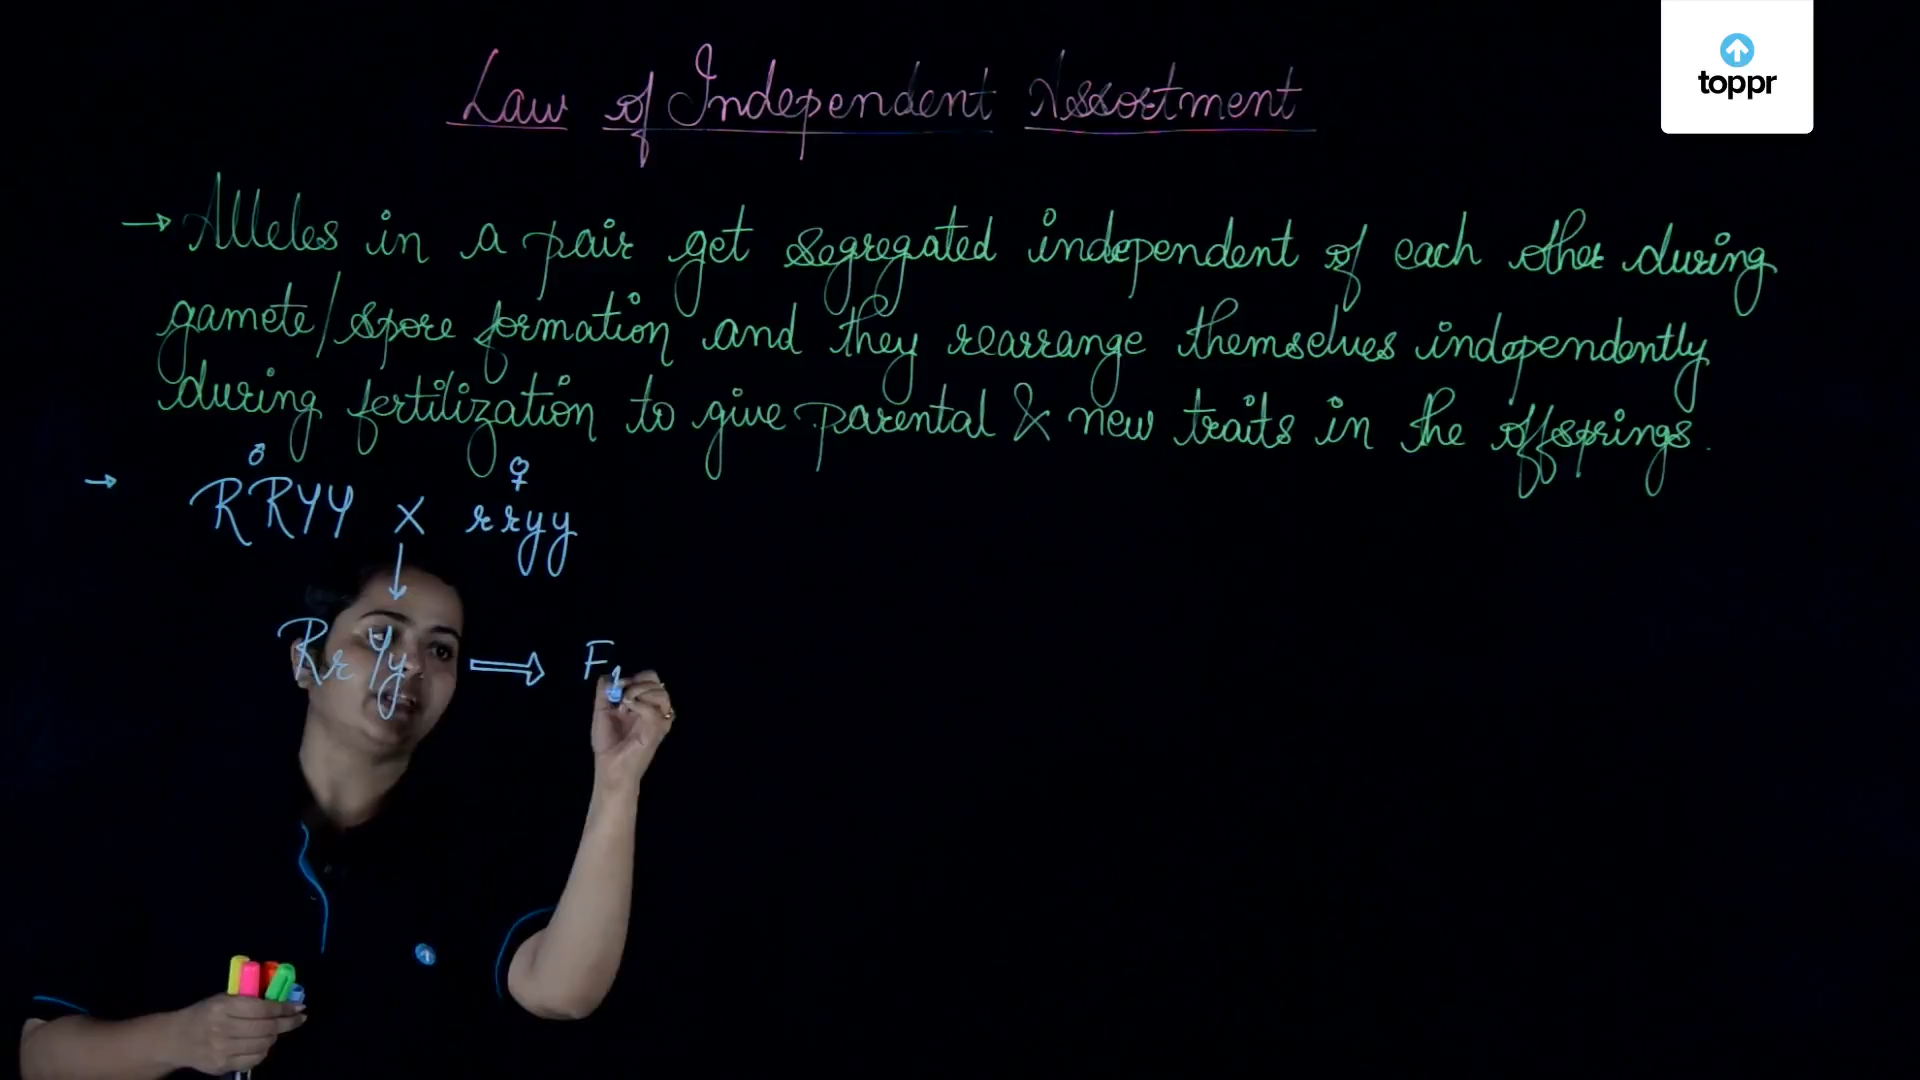 toppr
Law of Independent Assortment
→ Alleles in a pair get segregated independent of each other during
gamete/spore formation and they rearrange themselves independently
during fertilization to give parental & new traits in the offsprings.
♂ ♀
→ RRYY X rryy
↓
RrYy ⇒ F1